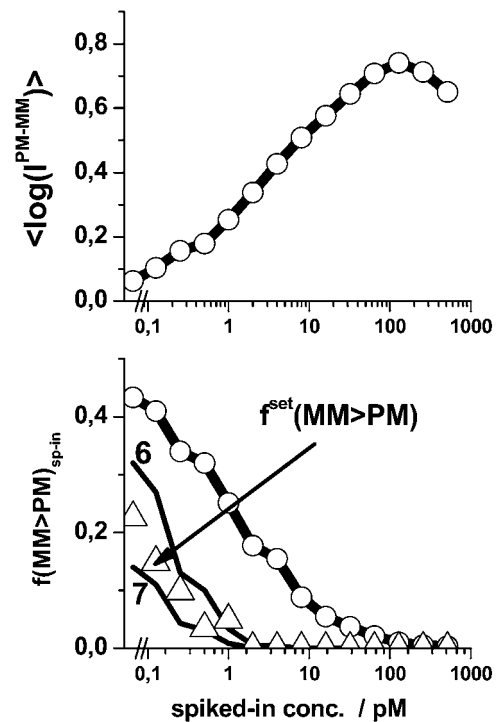 <log(I^PM-MM)>
0,8
0,6
0,4
0,2
0,0
0,1 1 10 100 1000
f(MM>PM)sp-in
0,4
0,2
0,0
f^set(MM>PM)
6
7
0,1 1 10 100 1000
spiked-in conc. / pM